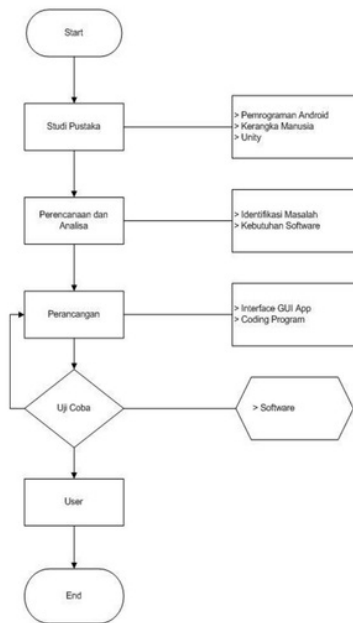 Start
Studi Pustaka
> Pemrograman Android
> Kerangka Manusia
> Unity
Perencanaan dan
Analisa
> Identifikasi Masalah
> Kebutuhan Software
Perancangan
> Interface GUI App
> Coding Program
Uji Coba
> Software
User
End